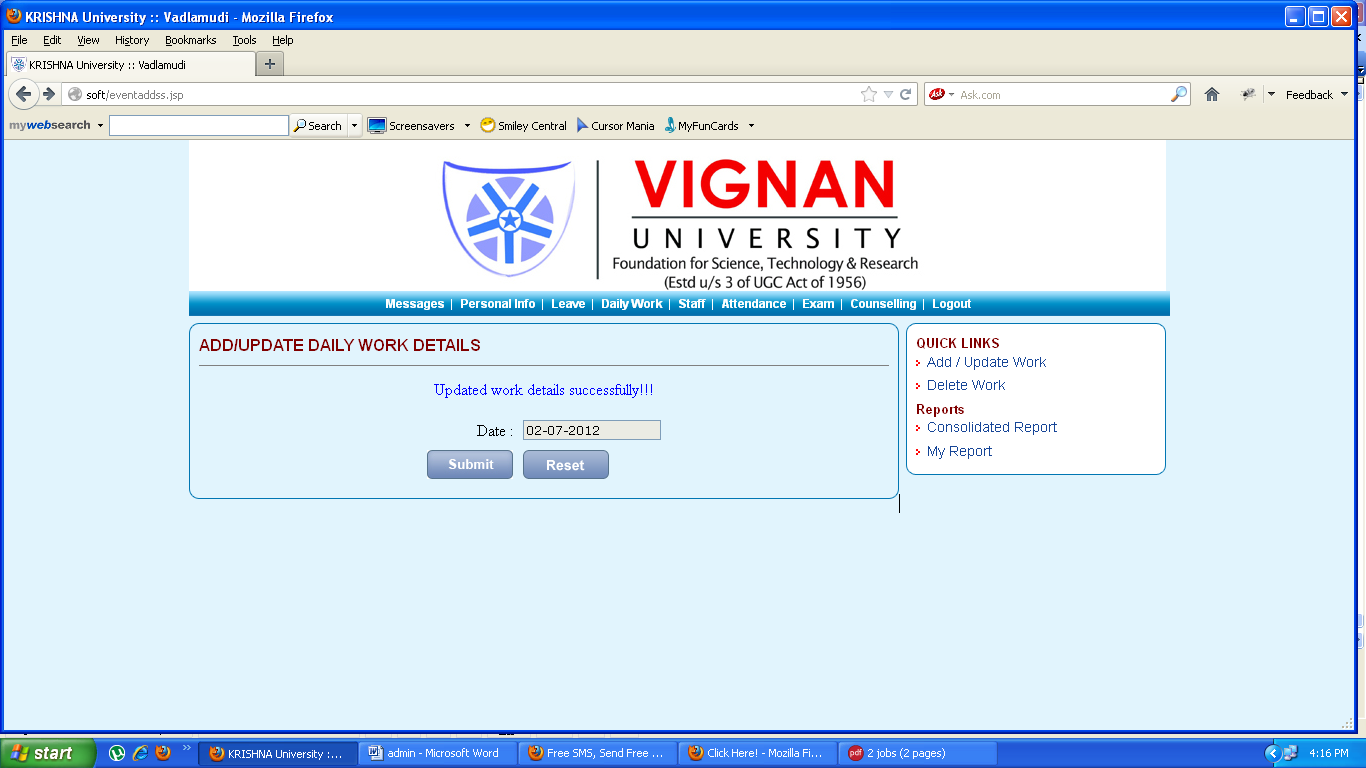 KRISHNA University :: Vadlamudi - Mozilla Firefox
File Edit View History Bookmarks Tools Help
KRISHNA University :: Vadlamudi
soft/eventaddss.jsp Ask Ask.com Feedback
mywebsearch Search Screensavers Smiley Central Cursor Mania MyFunCards
VIGNAN
UNIVERSITY
Foundation for Science, Technology & Research
(Estd u/s 3 of UGC Act of 1956)
Messages | Personal Info | Leave | Daily Work | Staff | Attendance | Exam | Counselling | Logout
ADD/UPDATE DAILY WORK DETAILS
Updated work details successfully!!!
Date : 02-07-2012
Submit Reset
QUICK LINKS
Add / Update Work
Delete Work
Reports
Consolidated Report
My Report
start KRISHNA University :... admin - Microsoft Word Free SMS, Send Free ... Click Here! - Mozilla Fi... pdf 2 jobs (2 pages) 4:16 PM